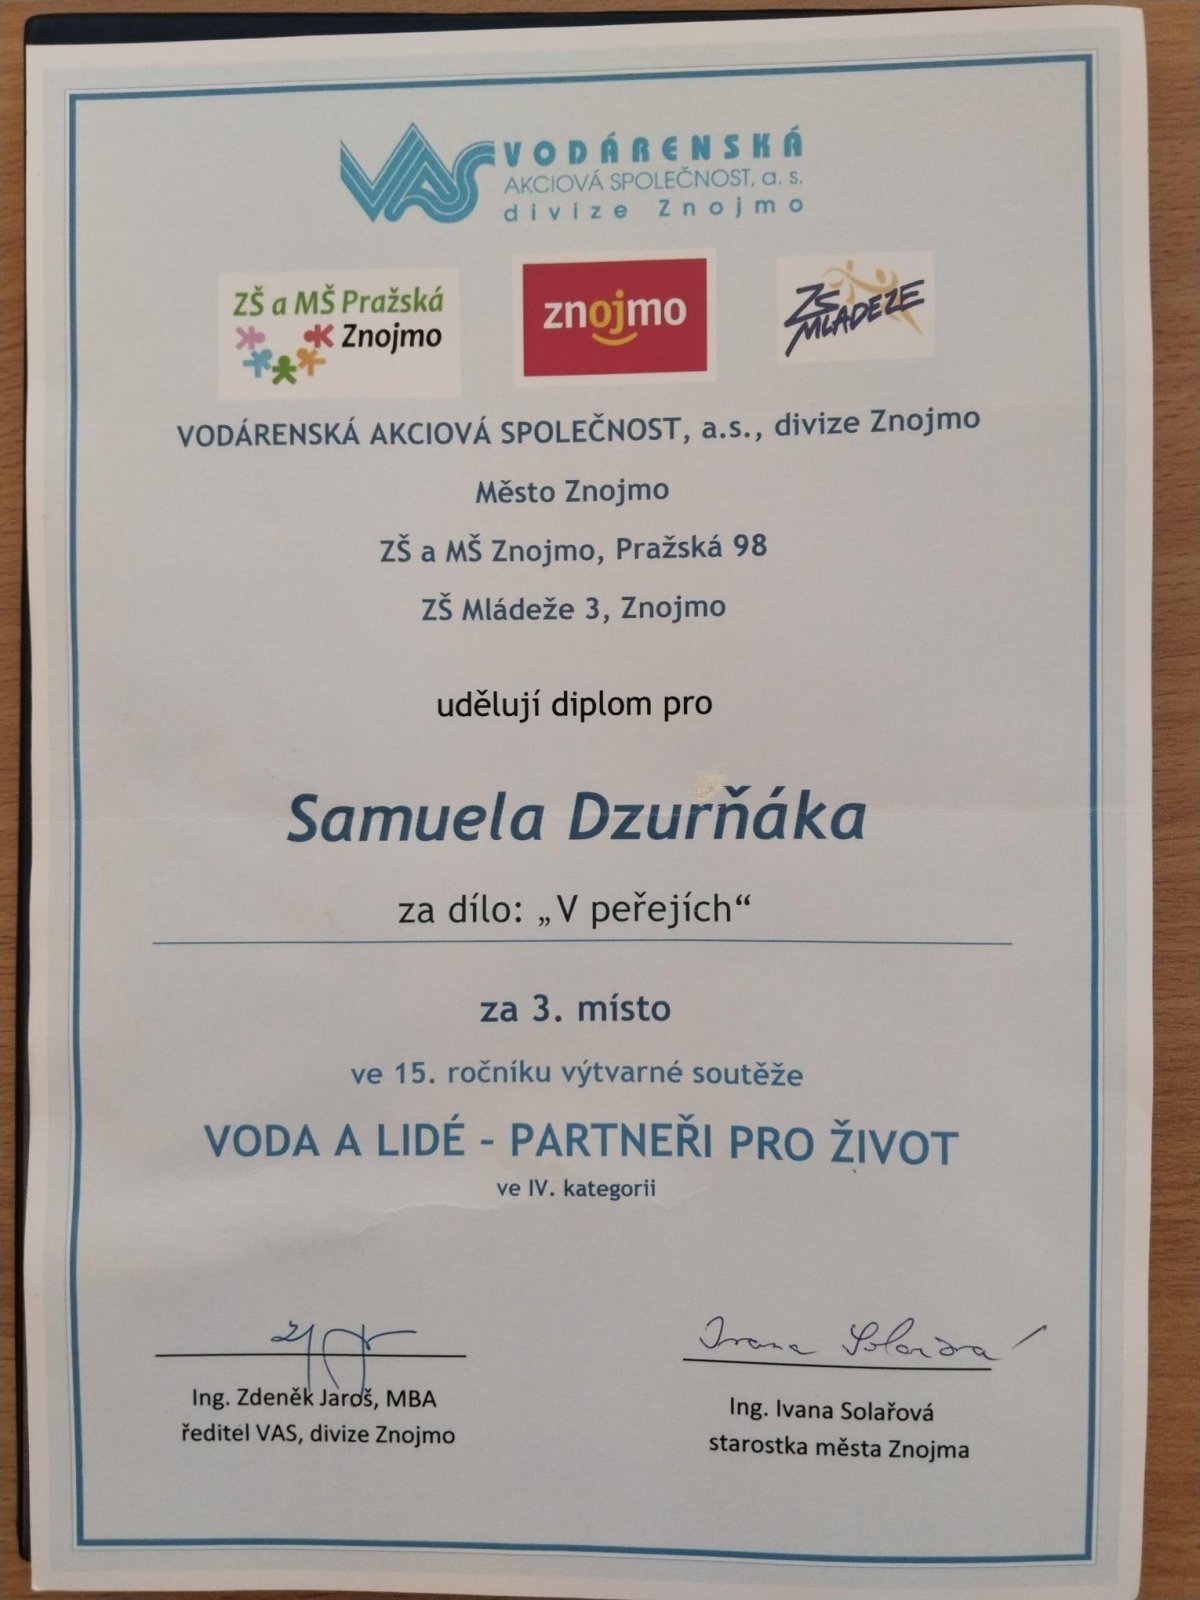 VODÁRENSKÁ
AKCIOVÁ SPOLEČNOST, a. s.
divize Znojmo
ZŠ a MŠ Pražská
Znojmo
znojmo
ZŠ
MLÁDEŽE
VODÁRENSKÁ AKCIOVÁ SPOLEČNOST, a.s., divize Znojmo
Město Znojmo
ZŠ a MŠ Znojmo, Pražská 98
ZŠ Mládeže 3, Znojmo
udělují diplom pro
Samuela Dzurňáka
za dílo: „V peřejích“
za 3. místo
ve 15. ročníku výtvarné soutěže
VODA A LIDÉ – PARTNEŘI PRO ŽIVOT
ve IV. kategorii
Ivana Solařová
Ing. Zdeněk Jaroš, MBA
ředitel VAS, divize Znojmo
Ing. Ivana Solařová
starostka města Znojma